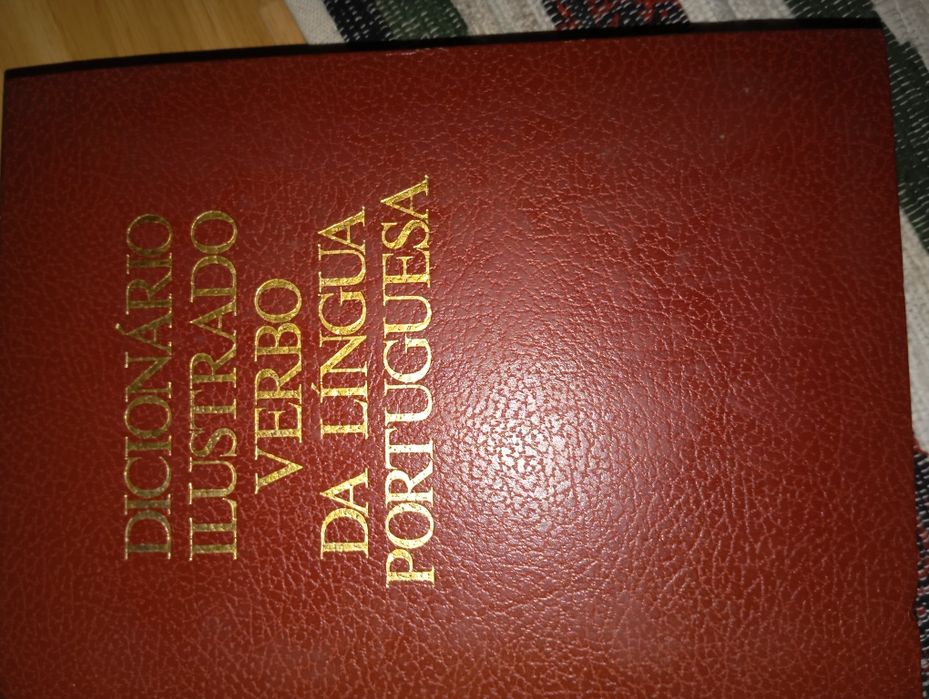 DICIONÁRIO
ILUSTRADO
VERBO
DA LÍNGUA
PORTUGUESA